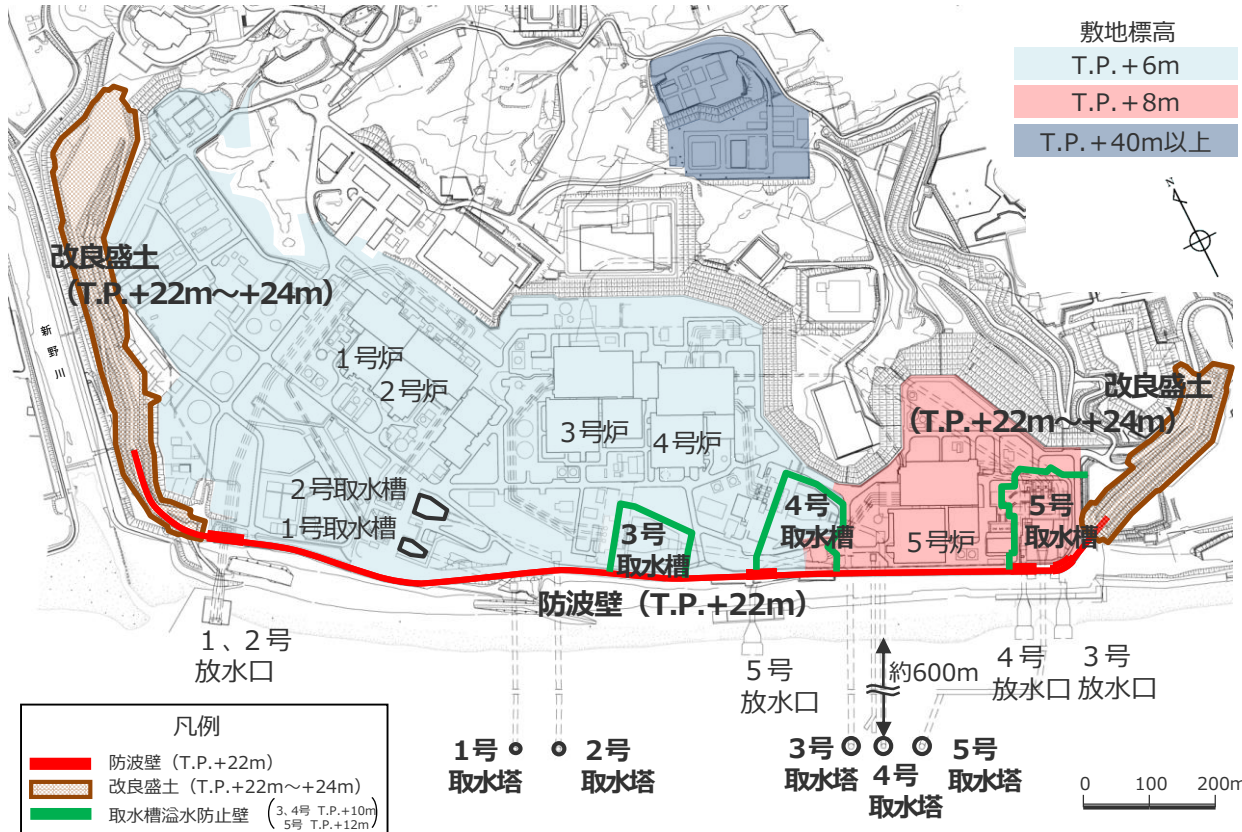 敷地標高
T.P.+6m
T.P.+8m
T.P.+40m以上
N
改良盛土
(T.P.+22m～+24m)
新野川
1号炉
2号炉
3号炉
4号炉
改良盛土
(T.P.+22m～+24m)
2号取水槽
1号取水槽
3号
取水槽
4号
取水槽
5号炉
5号
取水槽
防波壁（T.P.+22m）
1、2号
放水口
5号
放水口
約600m
4号
放水口
3号
放水口
1号
取水塔
2号
取水塔
3号
取水塔
4号
取水塔
5号
取水塔
0 100 200m
凡例
防波壁（T.P.+22m）
改良盛土（T.P.+22m～+24m）
取水槽溢水防止壁
3、4号 T.P.+10m
5号 T.P.+12m